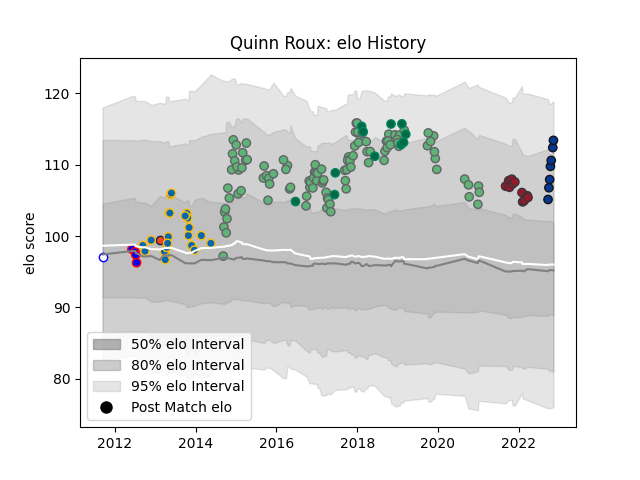 Quinn Roux: elo History
elo score
120
110
100
90
80
50% elo Interval
80% elo Interval
95% elo Interval
Post Match elo
2012 2014 2016 2018 2020 2022